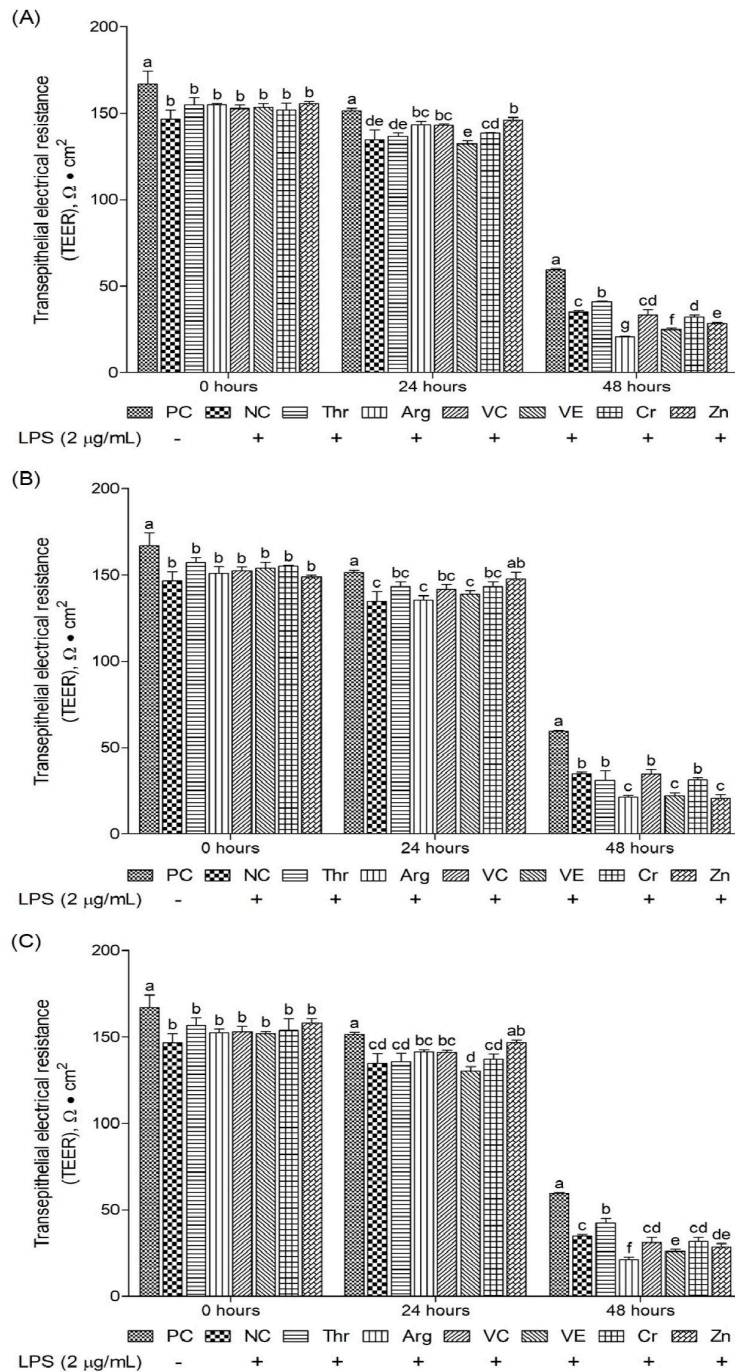 (A)
200
a
b b b b b b b
a
de de bc bc e cd b
150
100
50
a
c b g cd f d e
0
Transepithelial electrical resistance
(TEER), Ω • cm2
0 hours 24 hours 48 hours
PC NC Thr Arg VC VE Cr Zn
LPS (2 μg/mL) - + + + + + + +
(B)
200
a
b b b b b b b
a
c bc c bc c bc ab
150
100
50
a
b b c b c b c
0
Transepithelial electrical resistance
(TEER), Ω • cm2
0 hours 24 hours 48 hours
PC NC Thr Arg VC VE Cr Zn
LPS (2 μg/mL) - + + + + + + +
(C)
200
a
b b b b b b b
a
cd cd bc bc d cd ab
150
100
50
a
c b f cd e cd de
0
Transepithelial electrical resistance
(TEER), Ω • cm2
0 hours 24 hours 48 hours
PC NC Thr Arg VC VE Cr Zn
LPS (2 μg/mL) - + + + + + + +